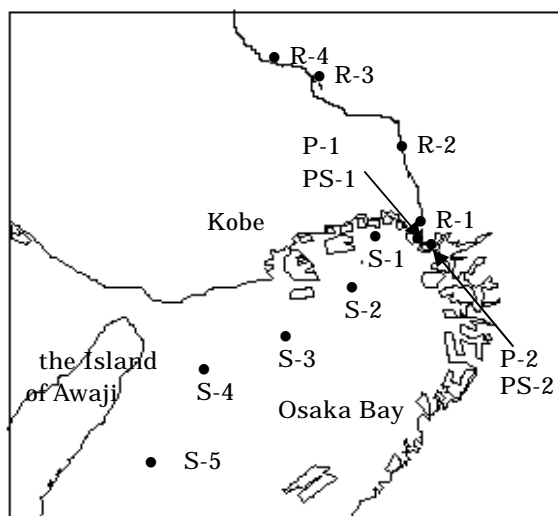 R-4
R-3
P-1
R-2
PS-1
Kobe
R-1
S-1
S-2
S-3
P-2
the Island
of Awaji
PS-2
S-4
Osaka Bay
S-5